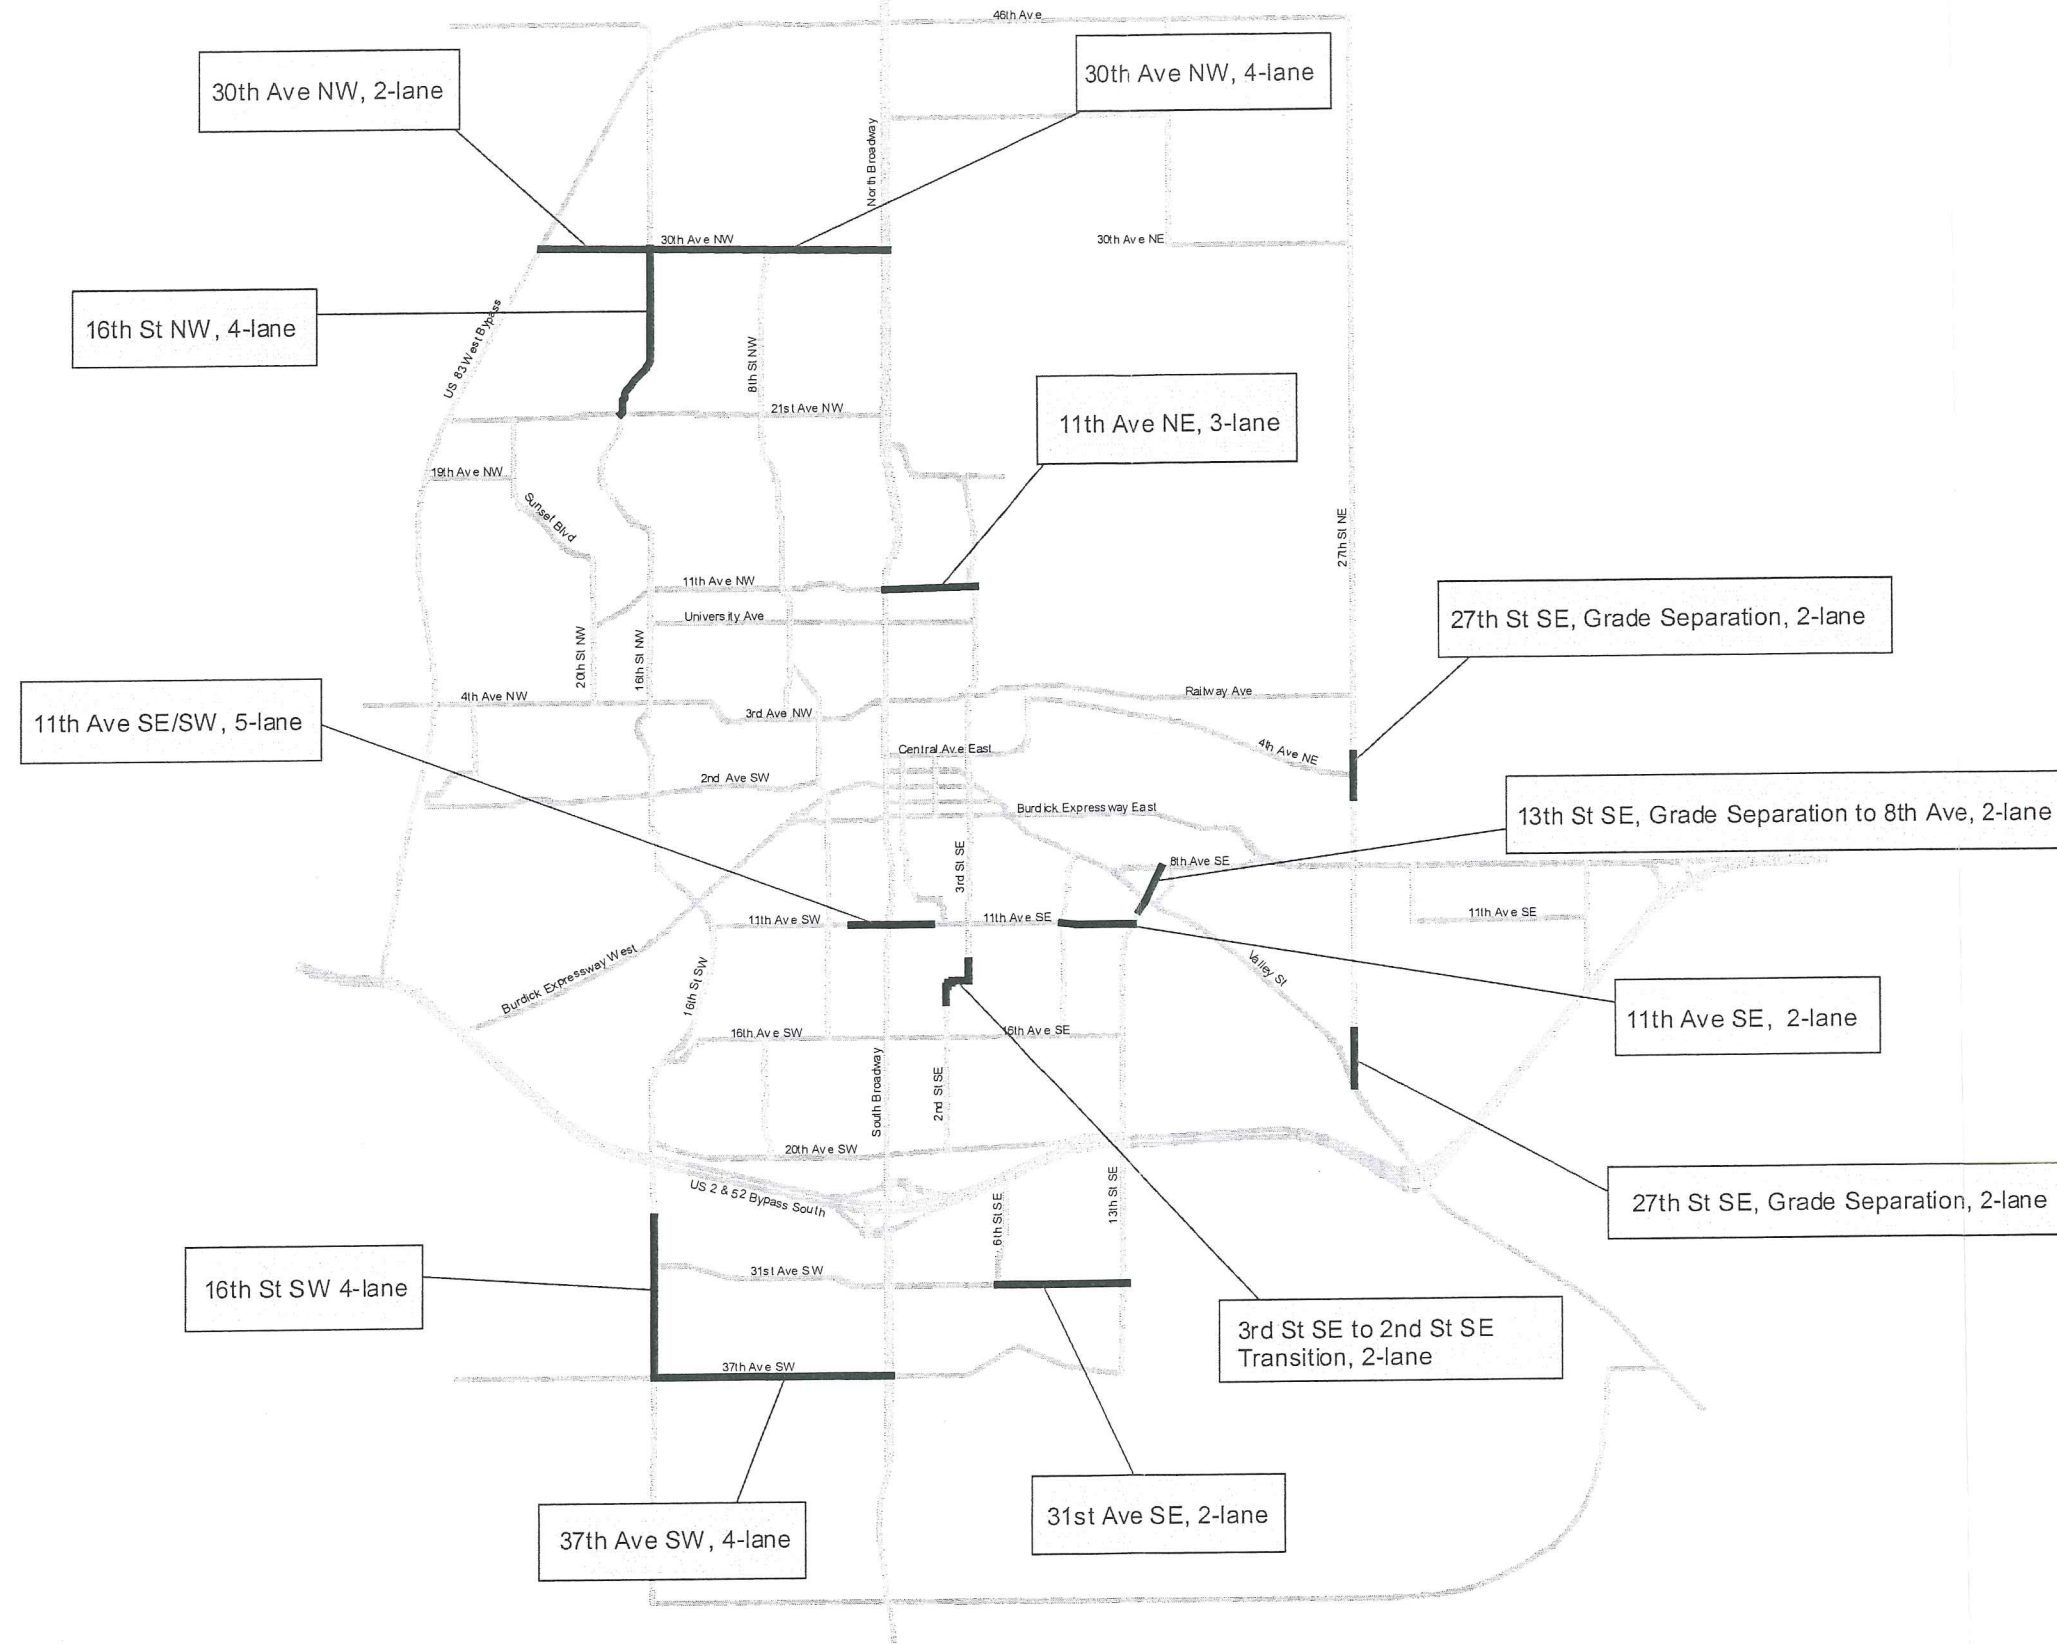 46th Ave
30th Ave NW, 2-lane
30th Ave NW, 4-lane
North Broadway
30th Ave NW
30th Ave NE
16th St NW, 4-lane
US 83 West Bypass
8th St NW
21st Ave NW
11th Ave NE, 3-lane
19th Ave NW
Sunset Blvd
27th St NE
11th Ave NW
University Ave
27th St SE, Grade Separation, 2-lane
20th St NW
16th St NW
4th Ave NW
Railway Ave
11th Ave SE/SW, 5-lane
3rd Ave NW
Central Ave East
4th Ave NE
2nd Ave SW
Burdick Expressway East
13th St SE, Grade Separation to 8th Ave, 2-lane
3rd St SE
8th Ave SE
11th Ave SW
11th Ave SE
11th Ave SE
Burdick Expressway West
16th St SW
Valley St
11th Ave SE, 2-lane
16th Ave SW
16th Ave SE
South Broadway
2nd St SE
20th Ave SW
US 2 & 52 Bypass South
6th St SE
13th St SE
27th St SE, Grade Separation, 2-lane
31st Ave SW
16th St SW 4-lane
3rd St SE to 2nd St SE
Transition, 2-lane
37th Ave SW
31st Ave SE, 2-lane
37th Ave SW, 4-lane